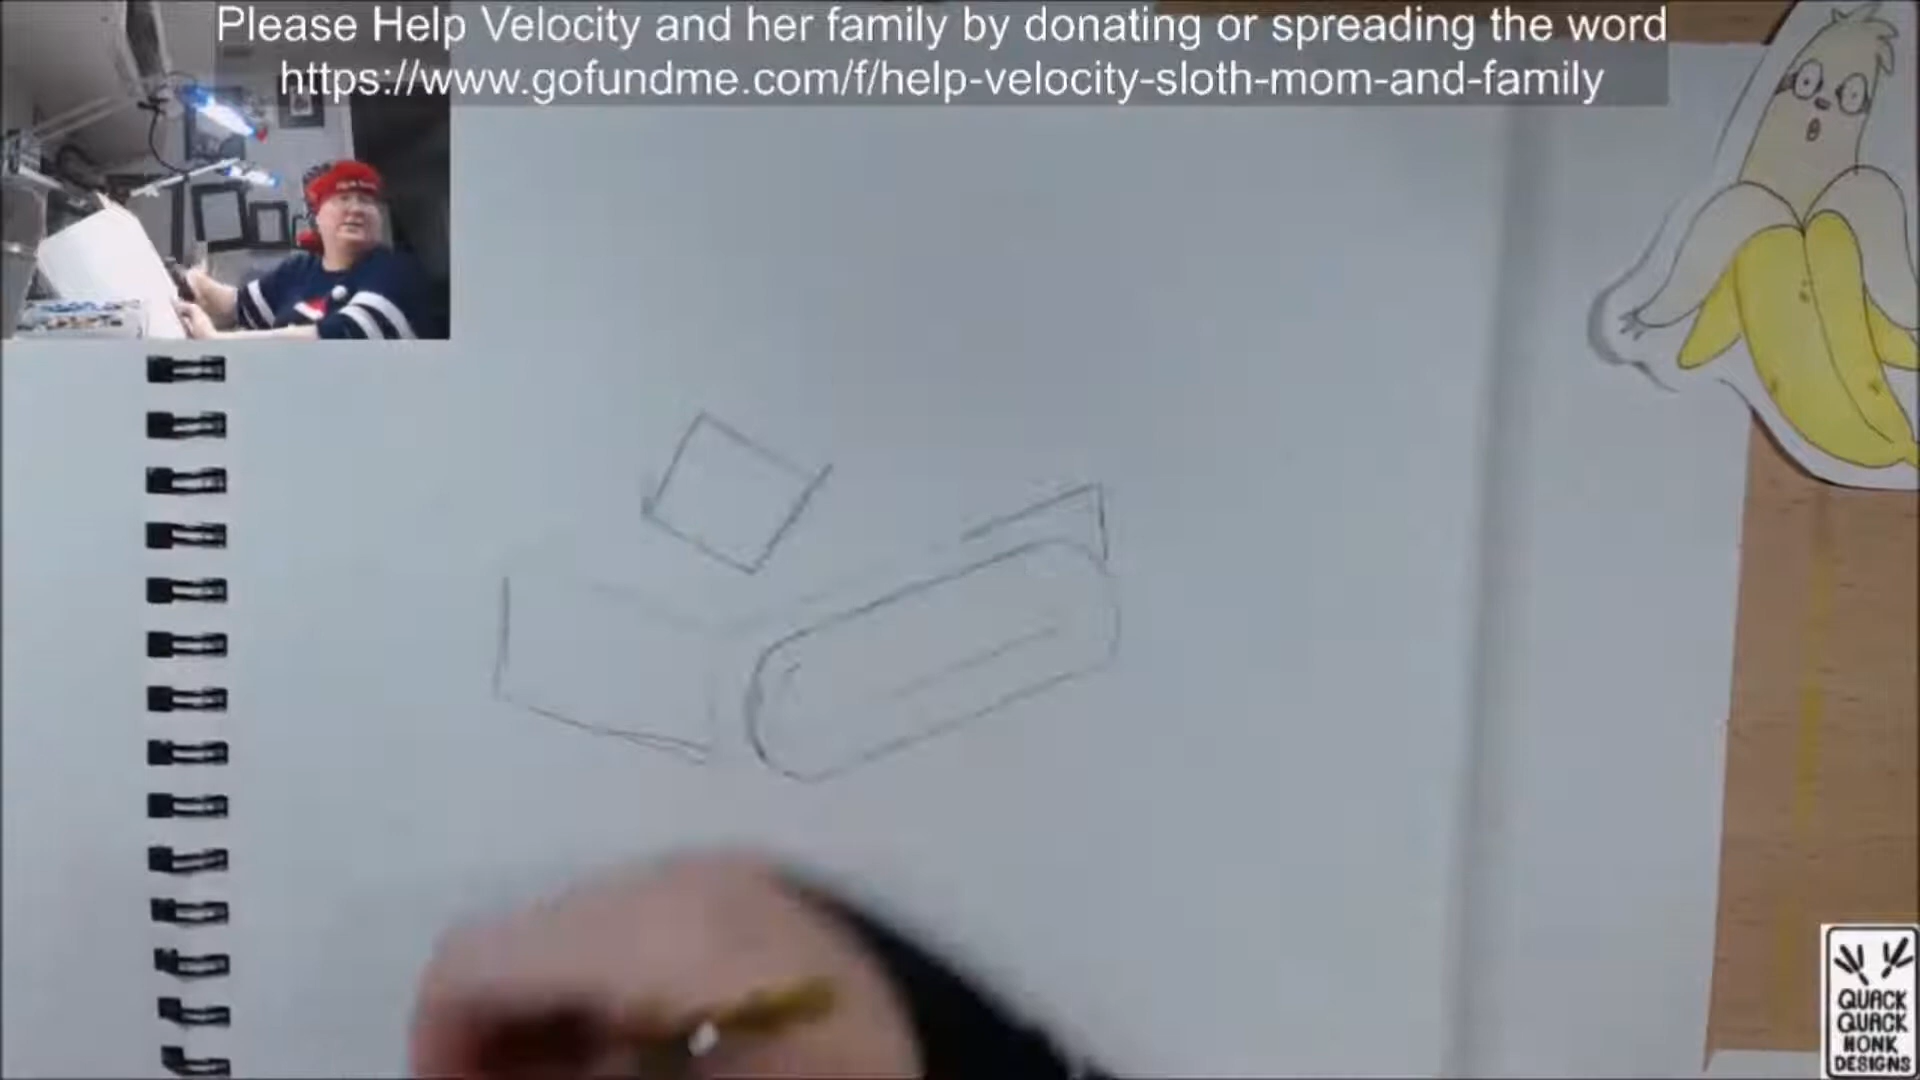 Please Help Velocity and her family by donating or spreading the word
https://www.gofundme.com/f/help-velocity-sloth-mom-and-family
QUACK
QUACK
HONK
DESIGNS